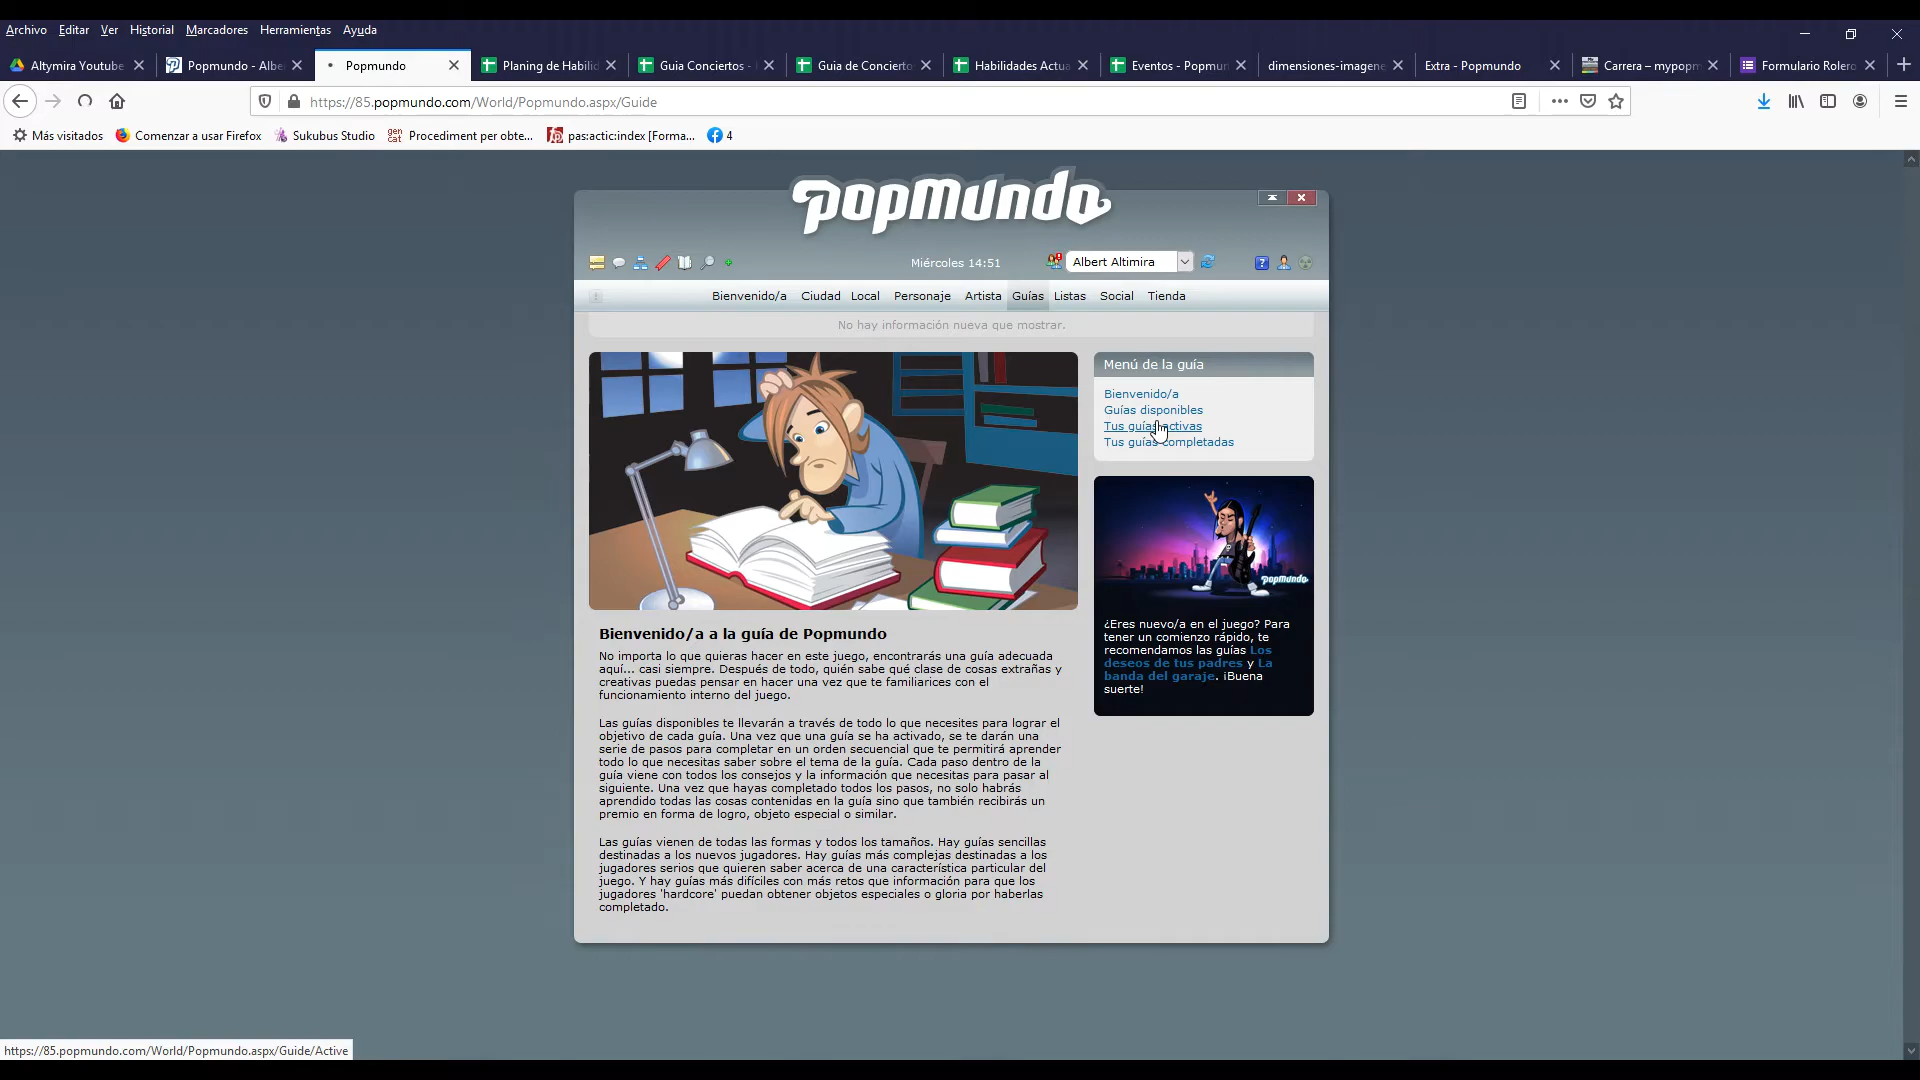 Archivo Editar Ver Historial Marcadores Herramientas Ayuda
Altymira Youtube
Popmundo - Albe
Popmundo
Planing de Habilid
Guia Conciertos -
Guia de Concierto
Habilidades Actua
Eventos - Popmun
dimensiones-imagene
Extra - Popmundo
Carrera – mypopm
Formulario Rolero
https://85.popmundo.com/World/Popmundo.aspx/Guide
Más visitados Comenzar a usar Firefox Sukubus Studio gen cat Procediment per obte... pas:actic:index [Forma... 4
popmundo
Miércoles 14:51 Albert Altimira
Bienvenido/a Ciudad Local Personaje Artista Guías Listas Social Tienda
No hay información nueva que mostrar.
Menú de la guía
Bienvenido/a
Guías disponibles
Tus guías activas
Tus guías completadas
popmundo
¿Eres nuevo/a en el juego? Para
tener un comienzo rápido, te
recomendamos las guías Los
deseos de tus padres y La
banda del garaje. ¡Buena
suerte!
Bienvenido/a a la guía de Popmundo
No importa lo que quieras hacer en este juego, encontrarás una guía adecuada
aquí... casi siempre. Después de todo, quién sabe qué clase de cosas extrañas y
creativas puedas pensar en hacer una vez que te familiarices con el
funcionamiento interno del juego.
Las guías disponibles te llevarán a través de todo lo que necesites para lograr el
objetivo de cada guía. Una vez que una guía se ha activado, se te darán una
serie de pasos para completar en un orden secuencial que te permitirá aprender
todo lo que necesitas saber sobre el tema de la guía. Cada paso dentro de la
guía viene con todos los consejos y la información que necesitas para pasar al
siguiente. Una vez que hayas completado todos los pasos, no solo habrás
aprendido todas las cosas contenidas en la guía sino que también recibirás un
premio en forma de logro, objeto especial o similar.
Las guías vienen de todas las formas y todos los tamaños. Hay guías sencillas
destinadas a los nuevos jugadores. Hay guías más complejas destinadas a los
jugadores serios que quieren saber acerca de una característica particular del
juego. Y hay guías más difíciles con más retos que información para que los
jugadores 'hardcore' puedan obtener objetos especiales o gloria por haberlas
completado.
https://85.popmundo.com/World/Popmundo.aspx/Guide/Active